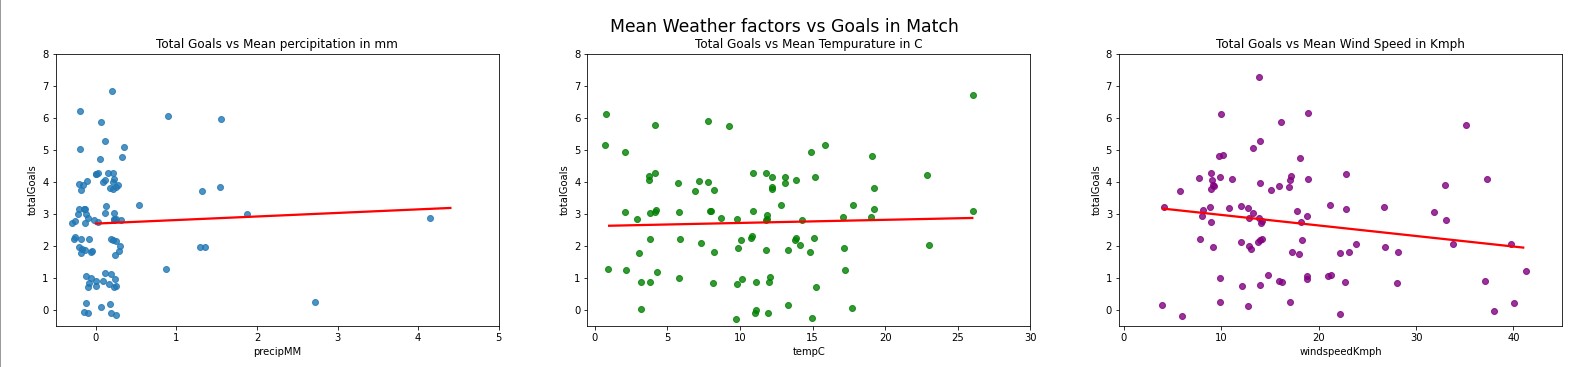 Mean Weather factors vs Goals in Match
Total Goals vs Mean percipitation in mm
8
7
6
5
4
3
2
1
0
totalGoals
0 1 2 3 4 5
precipMM
Total Goals vs Mean Tempurature in C
8
7
6
5
4
3
2
1
0
totalGoals
0 5 10 15 20 25 30
tempC
Total Goals vs Mean Wind Speed in Kmph
8
7
6
5
4
3
2
1
0
totalGoals
0 10 20 30 40
windspeedKmph